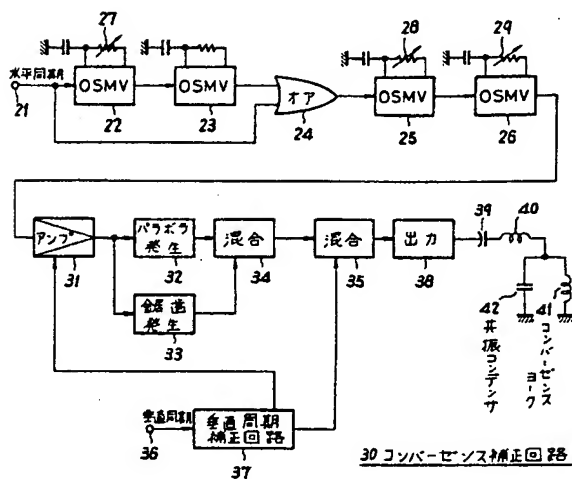 27
28
29
水平同期
21
OSMV
22
OSMV
23
オア
24
OSMV
25
OSMV
26
アンプ
31
パラボラ
発生
32
鋸歯
発生
33
混合
34
混合
35
出力
38
39
40
42
共振コンデンサ
41
コンバーゼンス
ヨーク
垂直同期
36
垂直周期
補正回路
37
30 コンバーゼンス補正回路